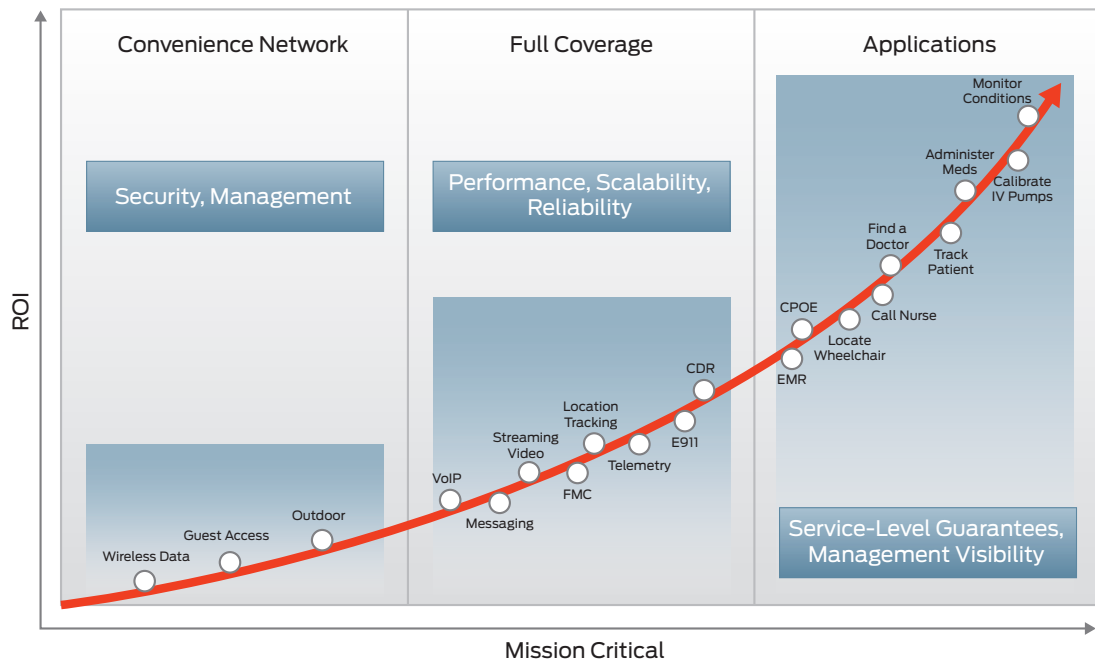 Convenience Network
Full Coverage
Applications
Security, Management
Performance, Scalability,
Reliability
Service-Level Guarantees,
Management Visibility
ROI
Wireless Data
Guest Access
Outdoor
VoIP
Messaging
Streaming
Video
FMC
Location
Tracking
Telemetry
E911
CDR
EMR
CPOE
Locate
Wheelchair
Call Nurse
Find a
Doctor
Track
Patient
Administer
Meds
Calibrate
IV Pumps
Monitor
Conditions
Mission Critical